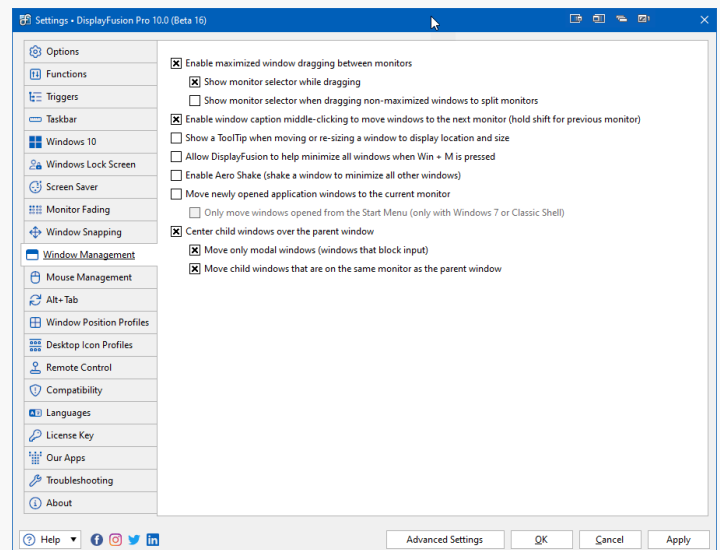 Settings • DisplayFusion Pro 10.0 (Beta 16)
Options
Functions
Triggers
Taskbar
Windows 10
Windows Lock Screen
Screen Saver
Monitor Fading
Window Snapping
Window Management
Mouse Management
Alt+Tab
Window Position Profiles
Desktop Icon Profiles
Remote Control
Compatibility
Languages
License Key
Our Apps
Troubleshooting
About
Enable maximized window dragging between monitors
Show monitor selector while dragging
Show monitor selector when dragging non-maximized windows to split monitors
Enable window caption middle-clicking to move windows to the next monitor (hold shift for previous monitor)
Show a ToolTip when moving or re-sizing a window to display location and size
Allow DisplayFusion to help minimize all windows when Win + M is pressed
Enable Aero Shake (shake a window to minimize all other windows)
Move newly opened application windows to the current monitor
Only move windows opened from the Start Menu (only with Windows 7 or Classic Shell)
Center child windows over the parent window
Move only modal windows (windows that block input)
Move child windows that are on the same monitor as the parent window
Help
Advanced Settings
OK
Cancel
Apply